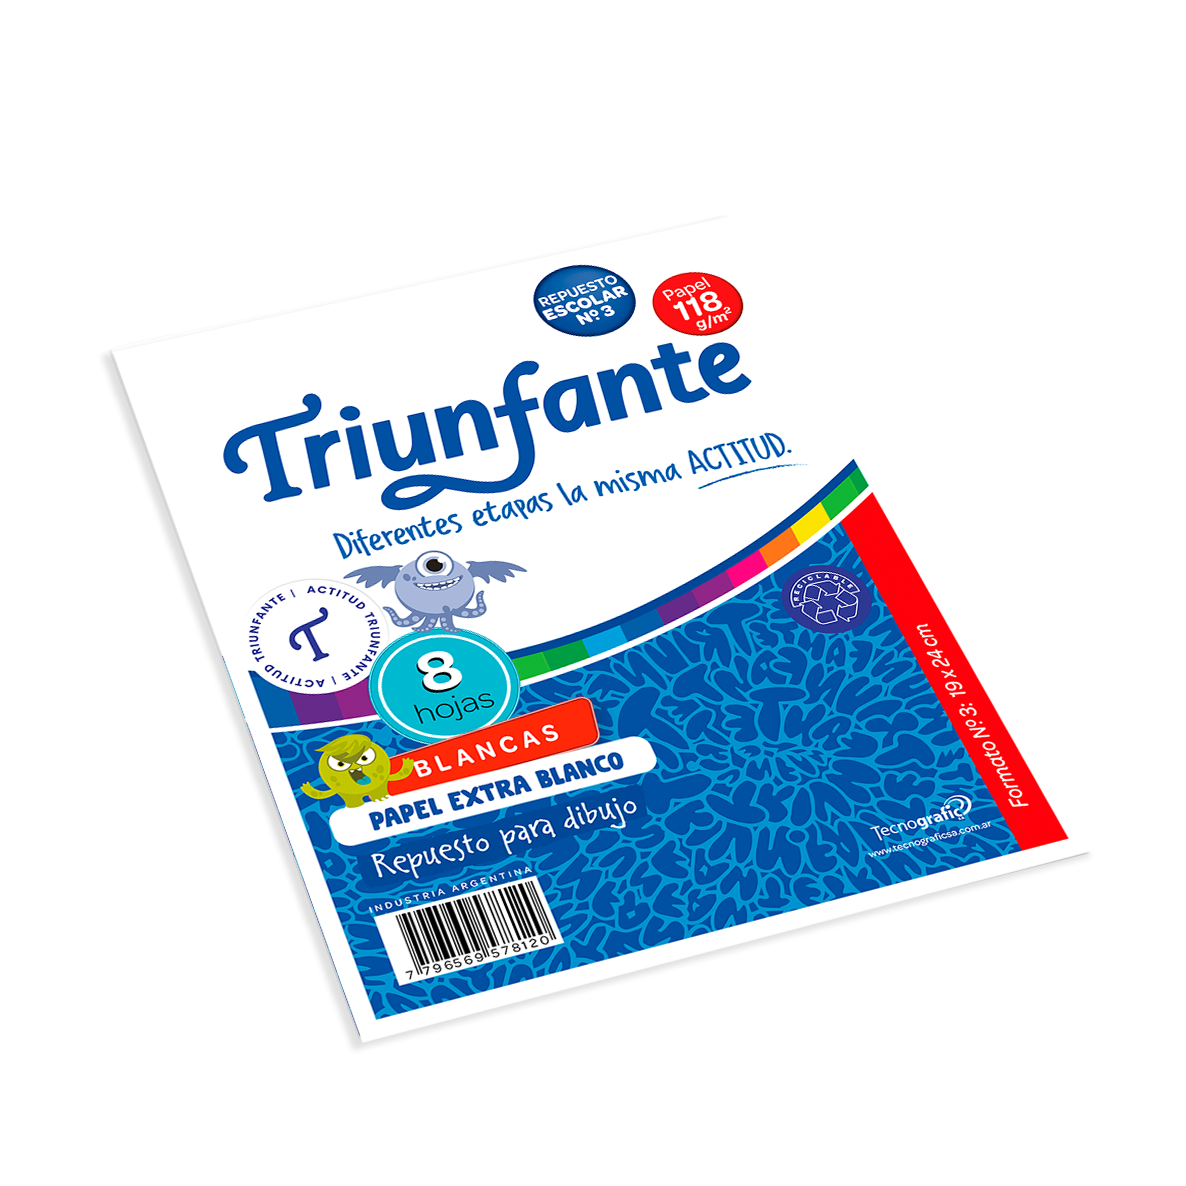 REPUESTO
ESCOLAR
Nº 3
Papel
118
g/m²
Triunfante
Diferentes etapas la misma ACTITUD.
ACTITUD TRIUNFANTE | ACTITUD TRIUNFANTE |
T
8
hojas
BLANCAS
PAPEL EXTRA BLANCO
Repuesto para dibujo
INDUSTRIA ARGENTINA
7 796569 578120
RECICLABLE
Formato Nº.3: 19 x 24 cm
Tecnografic
www.tecnograficsa.com.ar